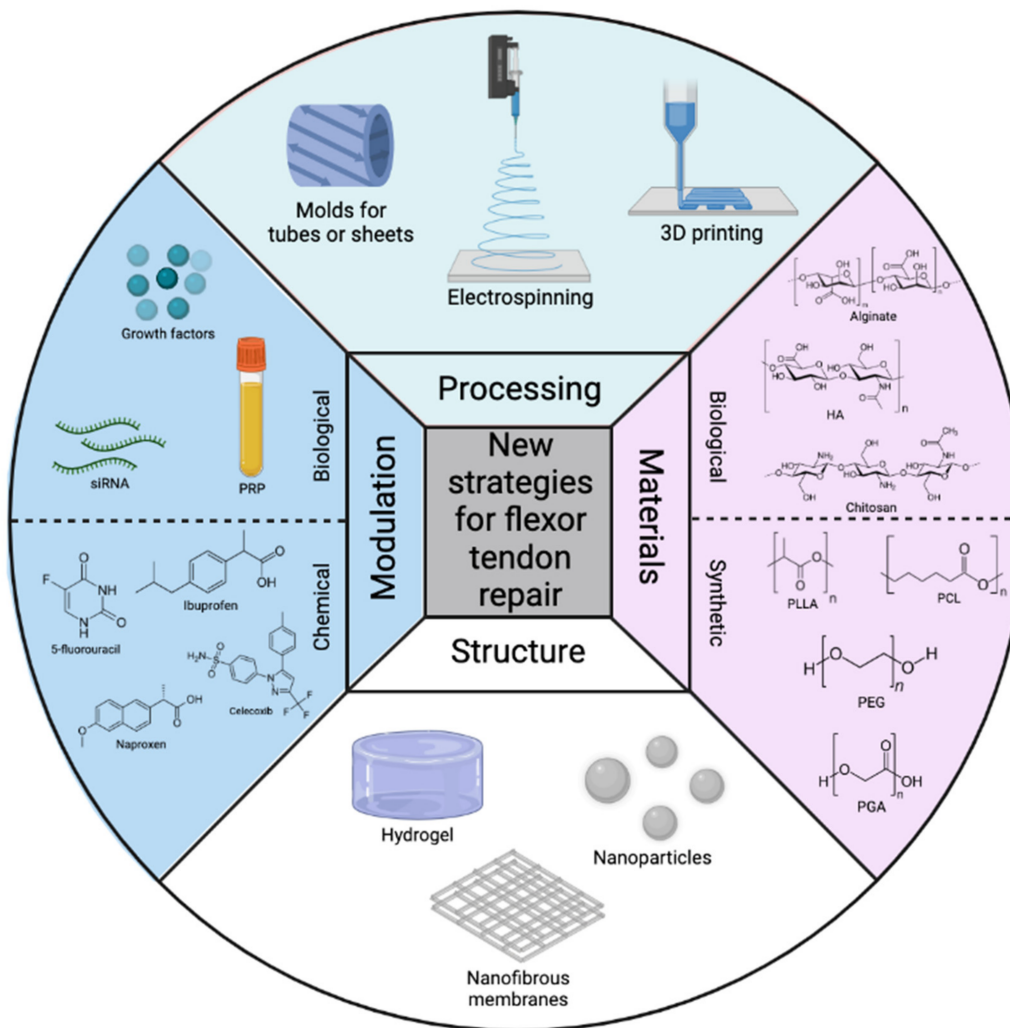 Molds for
tubes or sheets
Electrospinning
3D printing
Processing
Growth factors
siRNA
PRP
Biological
Modulation
Chemical
5-fluorouracil
Ibuprofen
Naproxen
Celecoxib
New
strategies
for flexor
tendon
repair
Materials
Biological
Alginate
HA
Chitosan
Synthetic
PLLA
PCL
PEG
PGA
Structure
Hydrogel
Nanoparticles
Nanofibrous
membranes